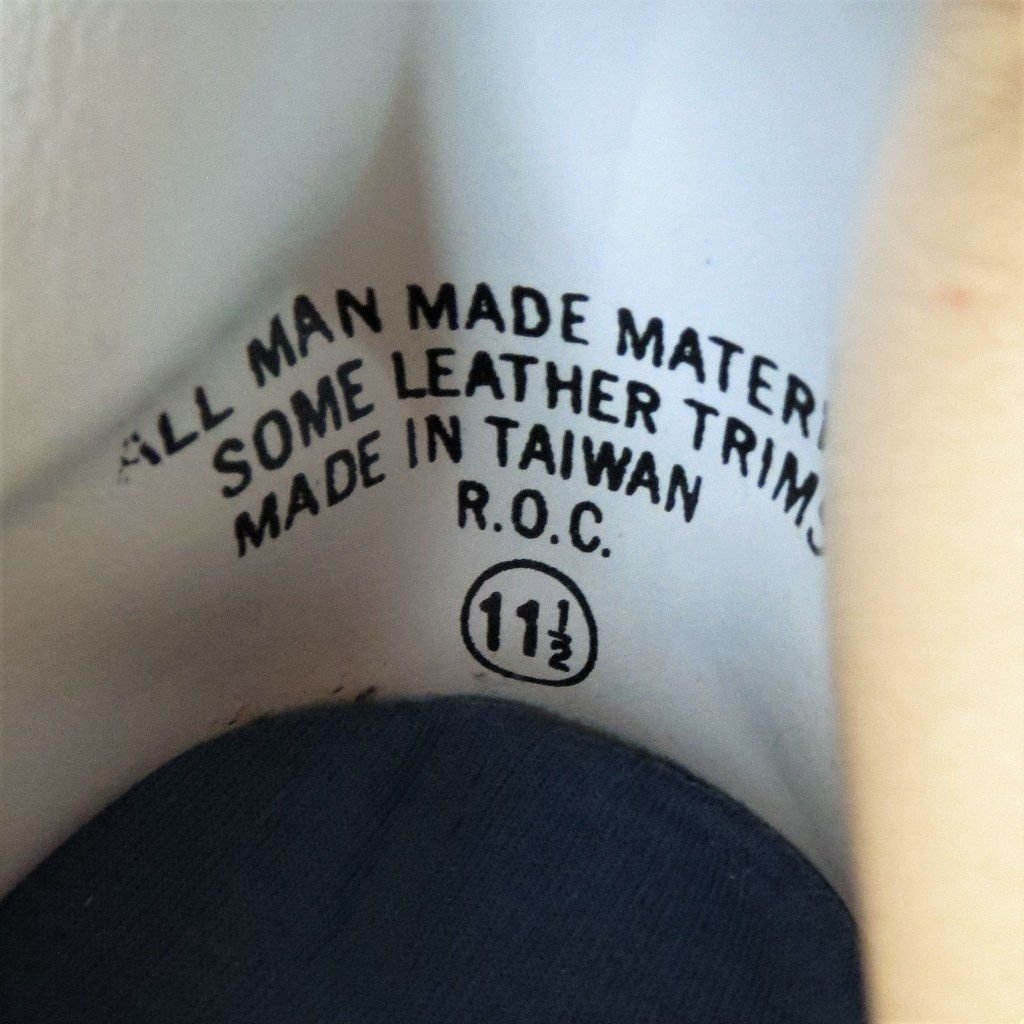 ALL MAN MADE MATERI
SOME LEATHER TRIMS
MADE IN TAIWAN
R.O.C.
11½